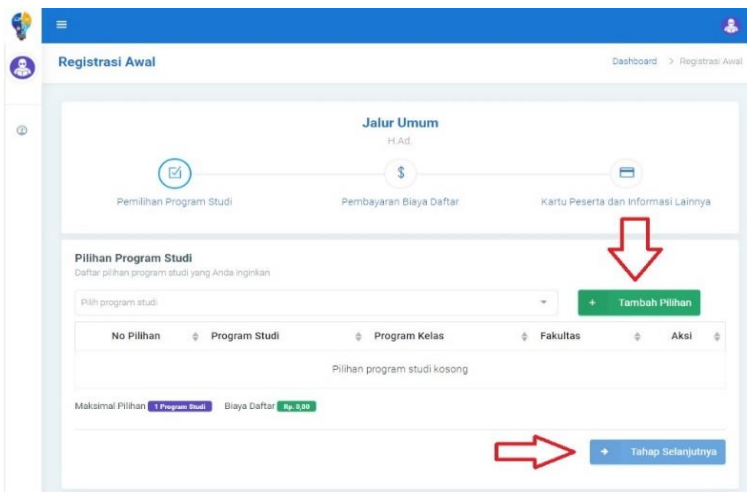 Registrasi Awal
Dashboard > Registrasi Awal
Jalur Umum
H.Ad.
Pemilihan Program Studi
$
Pembayaran Biaya Daftar
Kartu Peserta dan Informasi Lainnya
Pilihan Program Studi
Daftar pilihan program studi yang Anda inginkan
Pilih program studi
+ Tambah Pilihan
No Pilihan Program Studi Program Kelas Fakultas Aksi
Pilihan program studi kosong
Maksimal Pilihan 1 Program Studi Biaya Daftar Rp. 0,00
Tahap Selanjutnya